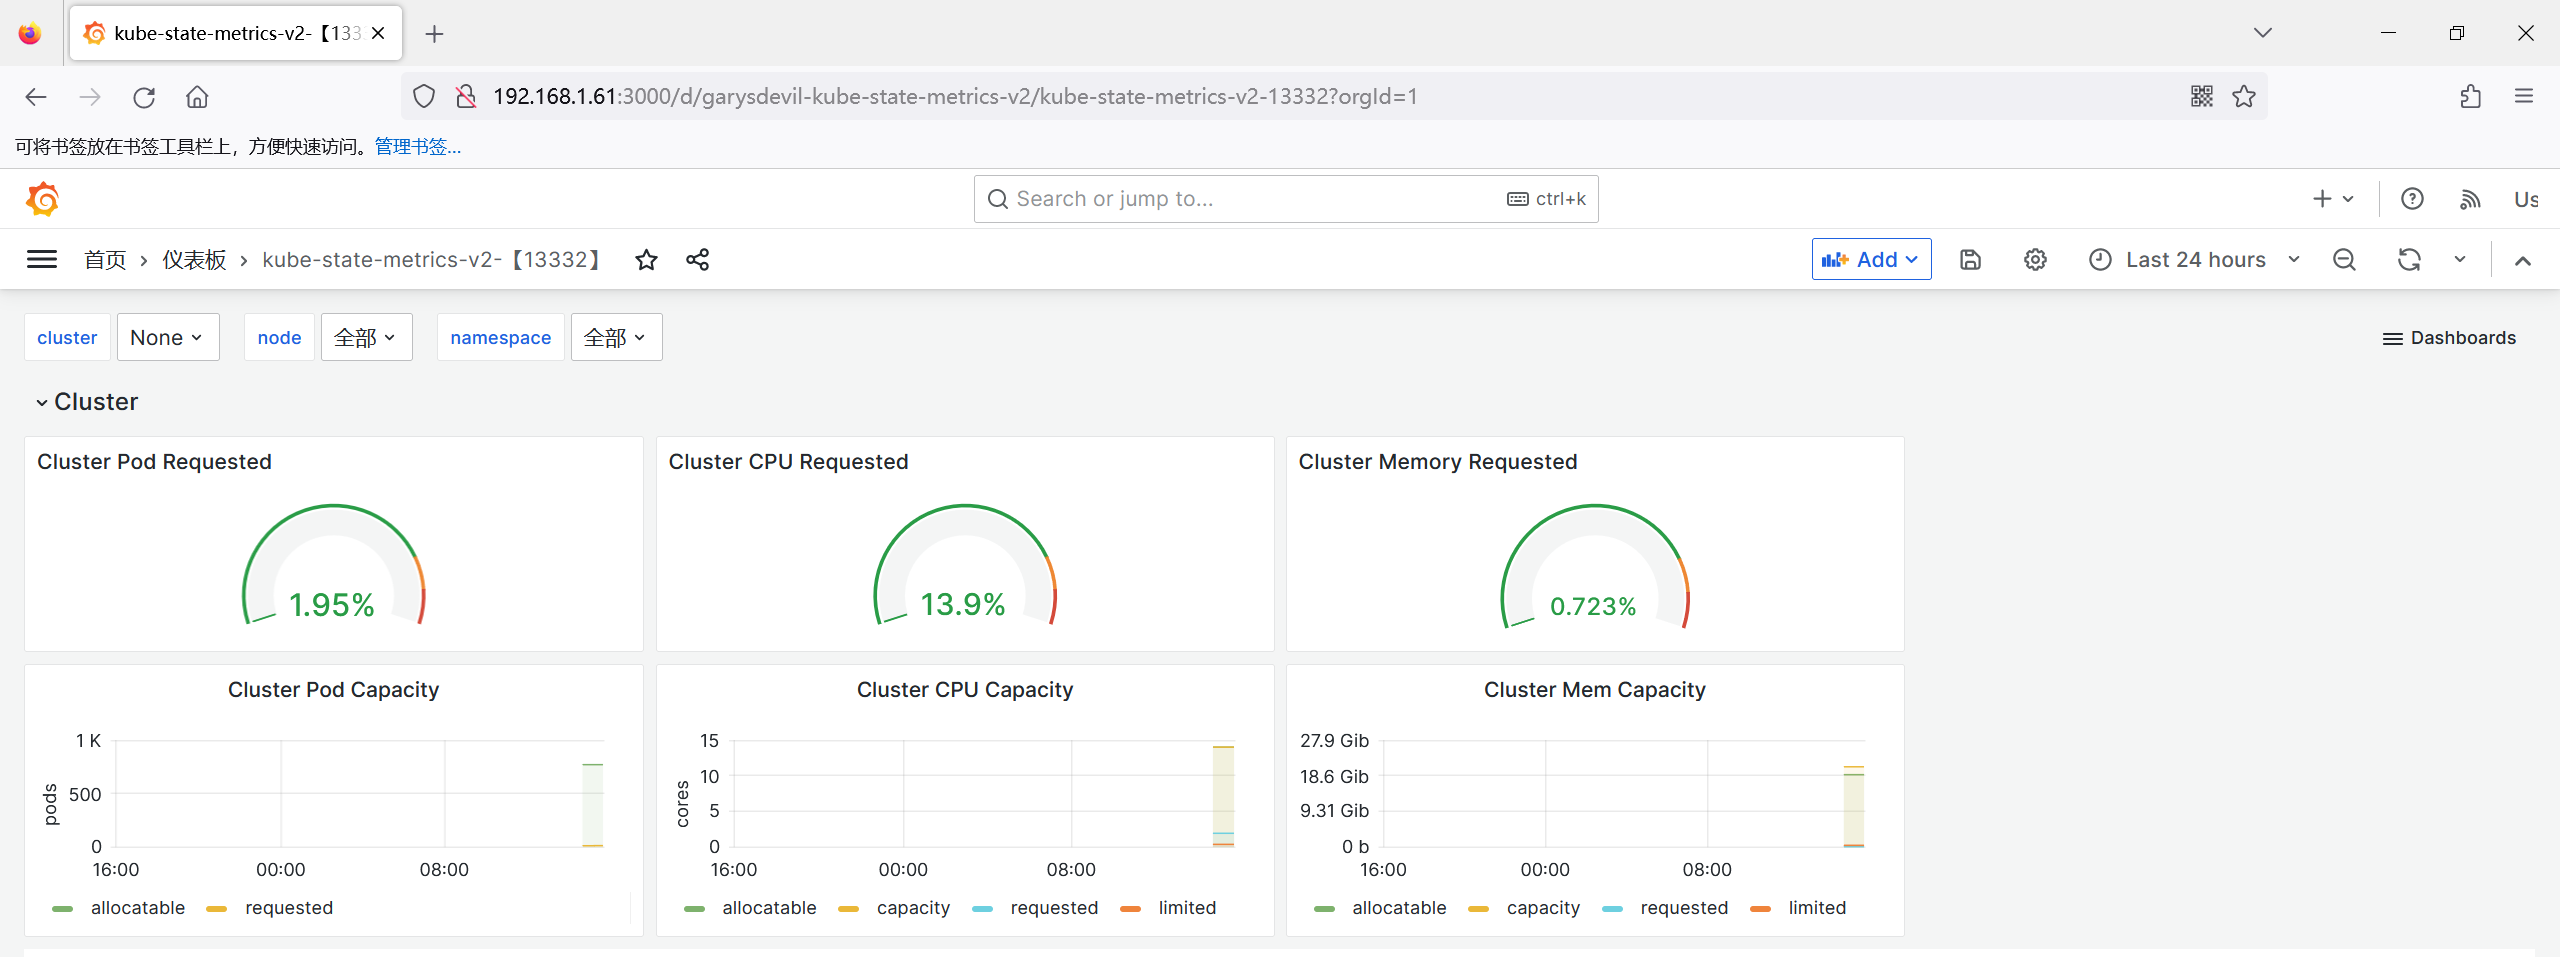 kube-state-metrics-v2-【133
192.168.1.61:3000/d/garysdevil-kube-state-metrics-v2/kube-state-metrics-v2-13332?orgId=1
可将书签放在书签工具栏上，方便快速访问。管理书签...
Search or jump to... ctrl+k
Us
首页 › 仪表板 › kube-state-metrics-v2-【13332】
Add
Last 24 hours
cluster None node 全部 namespace 全部
Dashboards
Cluster
Cluster Pod Requested
1.95%
Cluster CPU Requested
13.9%
Cluster Memory Requested
0.723%
Cluster Pod Capacity
pods
1 K
500
0
16:00 00:00 08:00
allocatable requested
Cluster CPU Capacity
cores
15
10
5
0
16:00 00:00 08:00
allocatable capacity requested limited
Cluster Mem Capacity
27.9 Gib
18.6 Gib
9.31 Gib
0 b
16:00 00:00 08:00
allocatable capacity requested limited